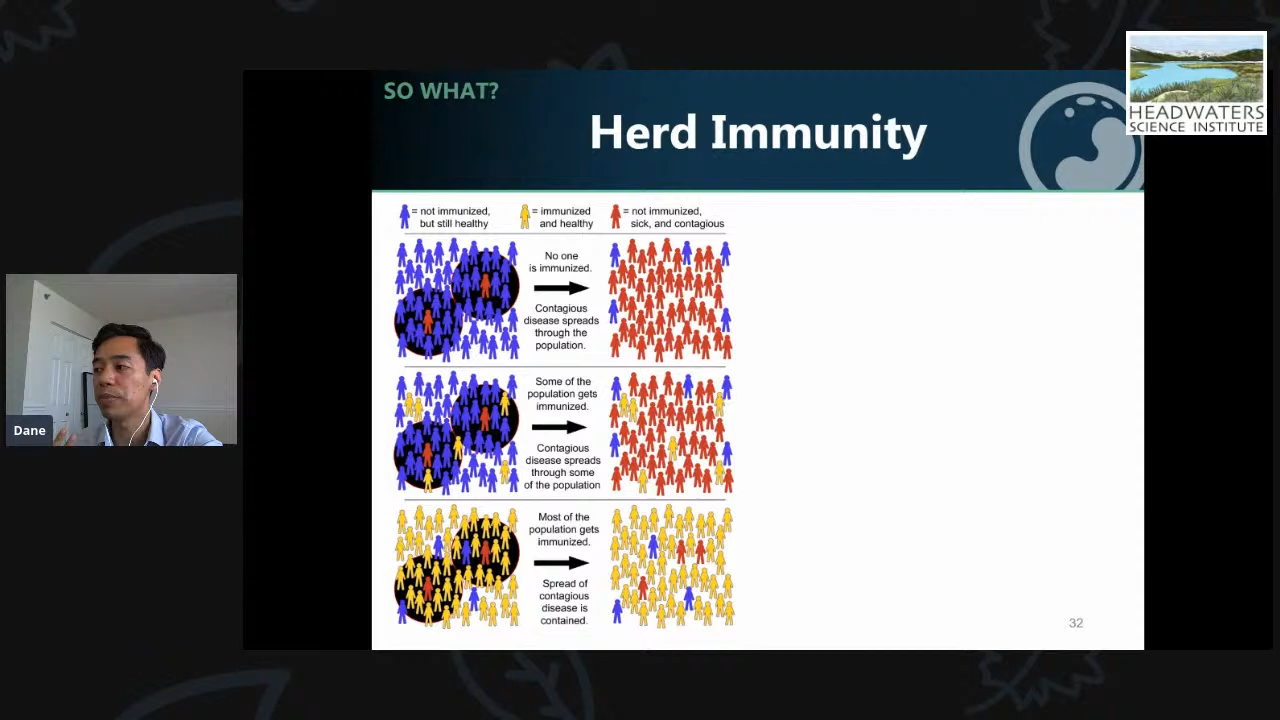 SO WHAT?
Herd Immunity
HEADWATERS
SCIENCE INSTITUTE
= not immunized,
but still healthy
= immunized
and healthy
= not immunized,
sick, and contagious
No one
is immunized.
Contagious
disease spreads
through the
population.
Some of the
population gets
immunized.
Contagious
disease spreads
through some
of the population
Most of the
population gets
immunized.
Spread of
contagious
disease is
contained.
Dane
32